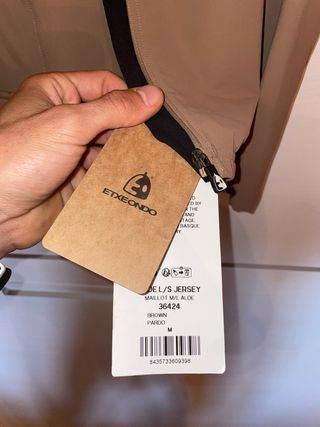 ETXEONDO
ED BY
THE
AND
TAGE:
BASQUE
DE L/S JERSEY
MAILLOT M/L ALDE
36424
BROWN
PARDO
M
8435733609398